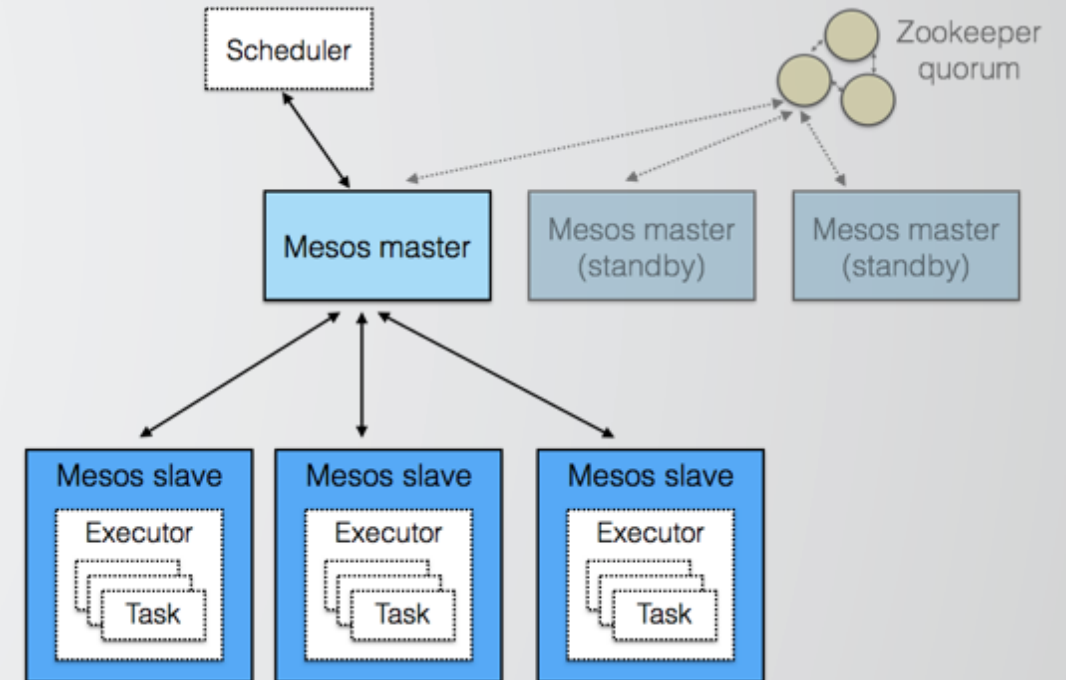 Scheduler
Zookeeper
quorum
Mesos master
Mesos master
(standby)
Mesos master
(standby)
Mesos slave
Executor
Task
Mesos slave
Executor
Task
Mesos slave
Executor
Task